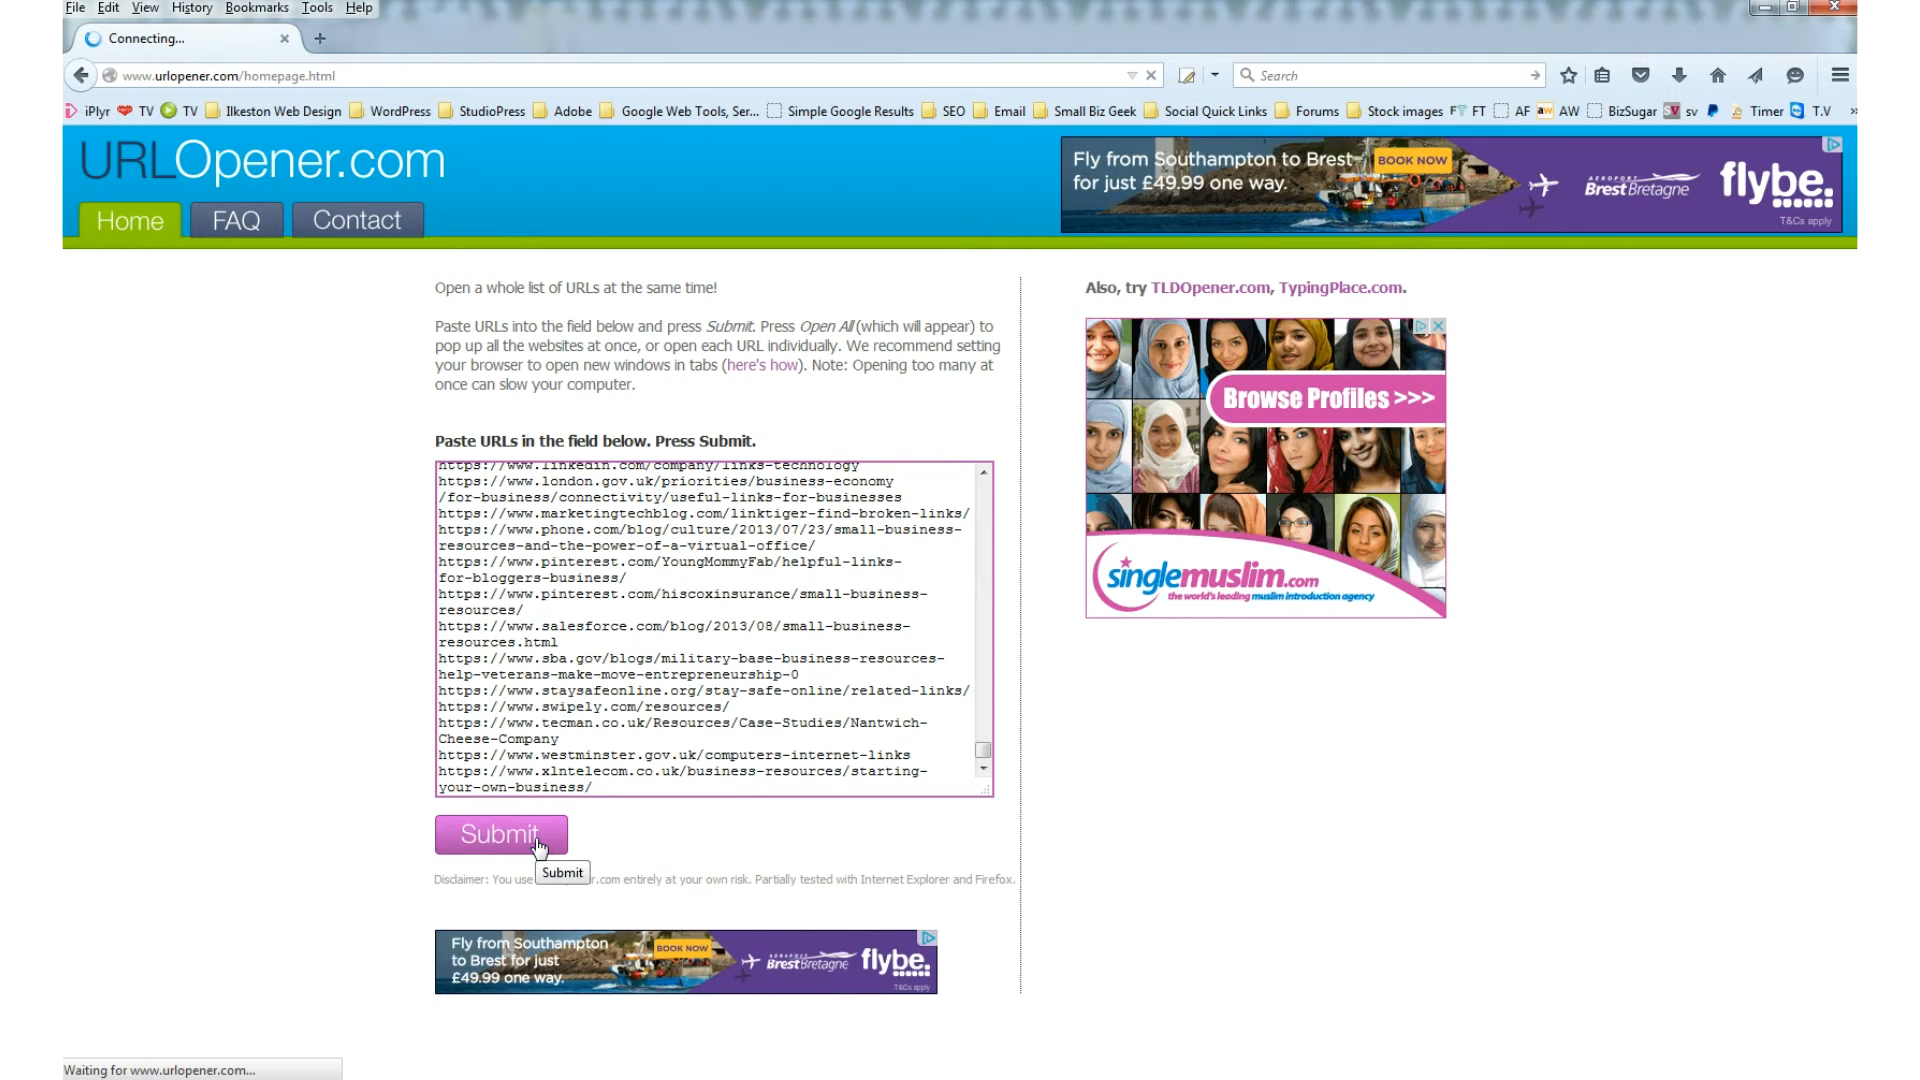 File Edit View History Bookmarks Tools Help
Connecting...
www.urlopener.com/homepage.html
Search
iPlyr TV TV Ilkeston Web Design WordPress StudioPress Adobe Google Web Tools, Ser... Simple Google Results SEO Email Small Biz Geek Social Quick Links Forums Stock images FT FT AF aw AW BizSugar SV sv Timer T.V »
URLOpener.com
Fly from Southampton to Brest
for just £49.99 one way.
BOOK NOW
AEROPORT
BrestBretagne
flybe.
T&Cs apply
Home FAQ Contact
Open a whole list of URLs at the same time!
Paste URLs into the field below and press Submit. Press Open All (which will appear) to
pop up all the websites at once, or open each URL individually. We recommend setting
your browser to open new windows in tabs (here's how). Note: Opening too many at
once can slow your computer.
Paste URLs in the field below. Press Submit.
https://www.linkedin.com/company/links-technology
https://www.london.gov.uk/priorities/business-economy
/for-business/connectivity/useful-links-for-businesses
https://www.marketingtechblog.com/linktiger-find-broken-links/
https://www.phone.com/blog/culture/2013/07/23/small-business-
resources-and-the-power-of-a-virtual-office/
https://www.pinterest.com/YoungMommyFab/helpful-links-
for-bloggers-business/
https://www.pinterest.com/hiscoxinsurance/small-business-
resources/
https://www.salesforce.com/blog/2013/08/small-business-
resources.html
https://www.sba.gov/blogs/military-base-business-resources-
help-veterans-make-move-entrepreneurship-0
https://www.staysafeonline.org/stay-safe-online/related-links/
https://www.swipely.com/resources/
https://www.tecman.co.uk/Resources/Case-Studies/Nantwich-
Cheese-Company
https://www.westminster.gov.uk/computers-internet-links
https://www.xlntelecom.co.uk/business-resources/starting-
your-own-business/
Submit
Submit
Disclaimer: You use r.com entirely at your own risk. Partially tested with Internet Explorer and Firefox.
Also, try TLDOpener.com, TypingPlace.com.
Browse Profiles >>>
singlemuslim.com
the world's leading muslim introduction agency
Fly from Southampton
to Brest for just
£49.99 one way.
BOOK NOW
BrestBretagne
flybe.
T&Cs apply
Waiting for www.urlopener.com...